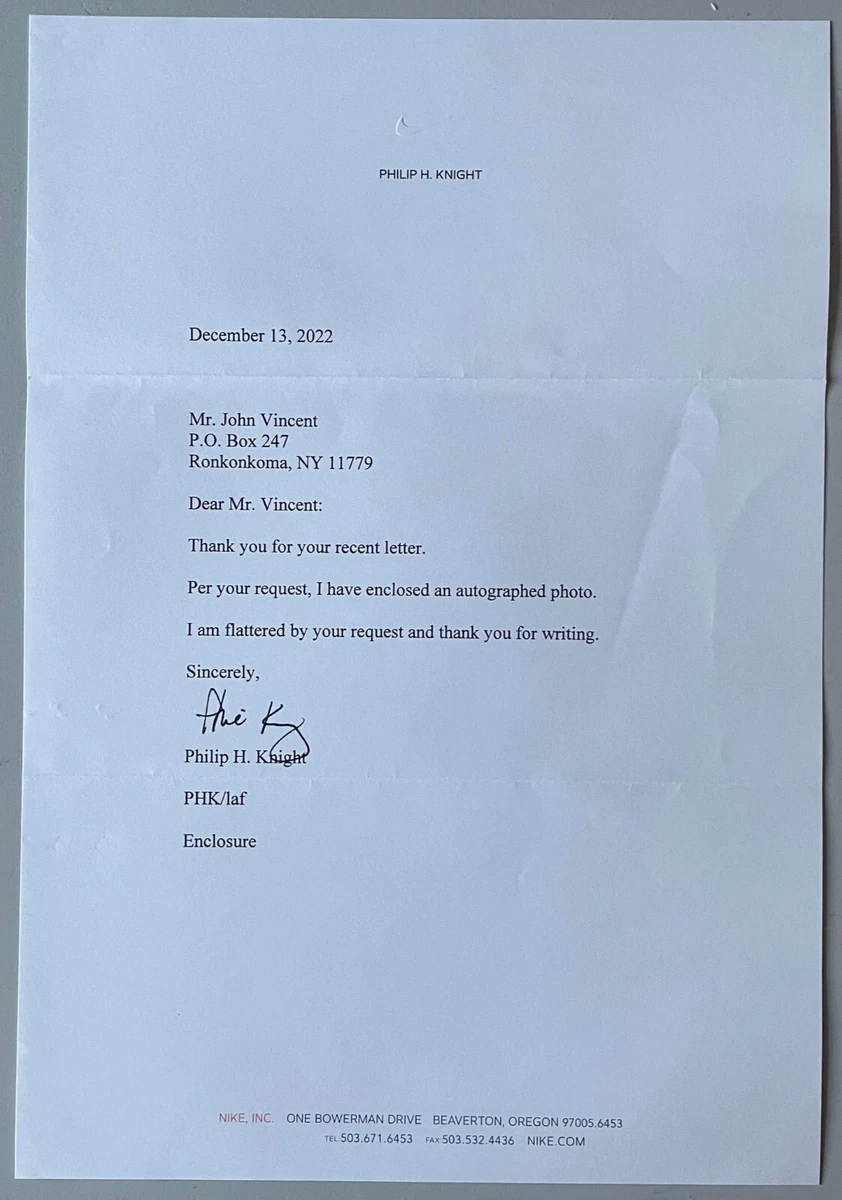 PHILIP H. KNIGHT
December 13, 2022
Mr. John Vincent
P.O. Box 247
Ronkonkoma, NY 11779
Dear Mr. Vincent:
Thank you for your recent letter.
Per your request, I have enclosed an autographed photo.
I am flattered by your request and thank you for writing.
Sincerely,
Philip H. Knight
PHK/laf
Enclosure
NIKE, INC. ONE BOWERMAN DRIVE BEAVERTON, OREGON 97005.6453
TEL 503.671.6453 FAX 503.532.4436 NIKE.COM